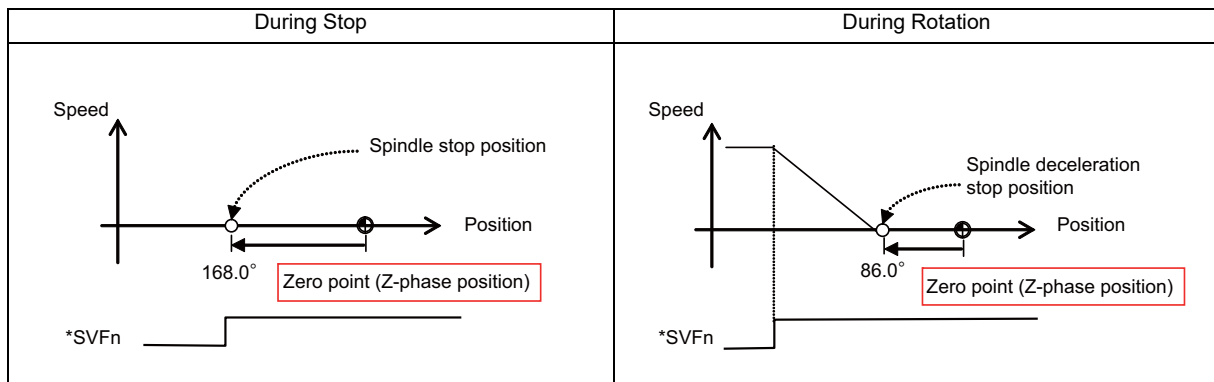 During Stop
During Rotation
Speed
Spindle stop position
Position
168.0°
Zero point (Z-phase position)
*SVFn
Speed
Spindle deceleration
stop position
Position
86.0°
Zero point (Z-phase position)
*SVFn